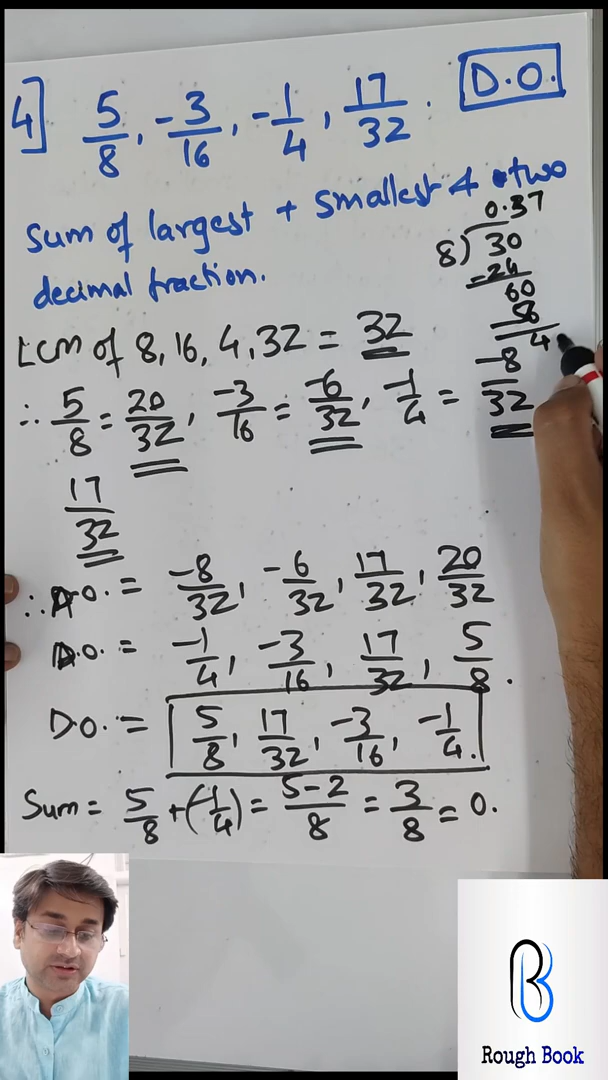 4] 5/8, -3/16, -1/4, 17/32. D.O.
Sum of largest + smallest & two
decimal fraction.
0.37
8) 30
-24
60
56
4
LCM of 8, 16, 4, 32 = 32
∴ 5/8 = 20/32, -3/16 = -6/32, -1/4 = -8/32
17/32
∴ A.O. = -8/32, -6/32, 17/32, 20/32
A.O. = -1/4, -3/16, 17/32, 5/8.
D.O. = 5/8, 17/32, -3/16, -1/4.
Sum = 5/8 + (-1/4) = 5-2/8 = 3/8 = 0.
B
Rough Book